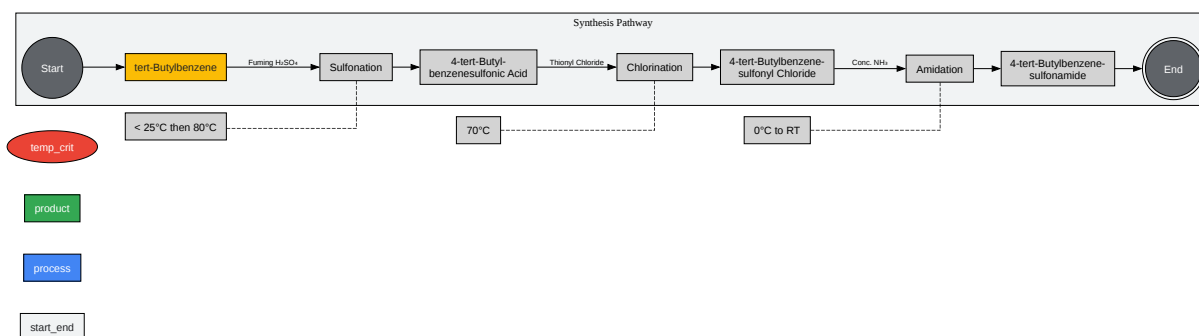 Synthesis Pathway
Start
tert-Butylbenzene
Fuming H₂SO₄
Sulfonation
4-tert-Butyl-
benzenesulfonic Acid
Thionyl Chloride
Chlorination
4-tert-Butylbenzene-
sulfonyl Chloride
Conc. NH₃
Amidation
4-tert-Butylbenzene-
sulfonamide
End
< 25°C then 80°C
70°C
0°C to RT
temp_crit
product
process
start_end